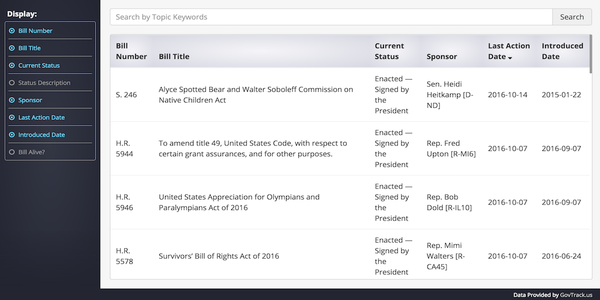 Display:
Bill Number
Bill Title
Current Status
Status Description
Sponsor
Last Action Date
Introduced Date
Bill Alive?
Search by Topic Keywords
Search
Bill Number
Bill Title
Current Status
Sponsor
Last Action Date
Introduced Date
S. 246
Alyce Spotted Bear and Walter Soboleff Commission on
Native Children Act
Enacted —
Signed by
the
President
Sen. Heidi
Heitkamp [D-
ND]
2016-10-14
2015-01-22
H.R.
5944
To amend title 49, United States Code, with respect to
certain grant assurances, and for other purposes.
Enacted —
Signed by
the
President
Rep. Fred
Upton [R-MI6]
2016-10-07
2016-09-07
H.R.
5946
United States Appreciation for Olympians and
Paralympians Act of 2016
Enacted —
Signed by
the
President
Rep. Bob
Dold [R-IL10]
2016-10-07
2016-09-07
H.R.
5578
Survivors' Bill of Rights Act of 2016
Enacted —
Signed by
the
President
Rep. Mimi
Walters [R-
CA45]
2016-10-07
2016-06-24
Data Provided by GovTrack.us